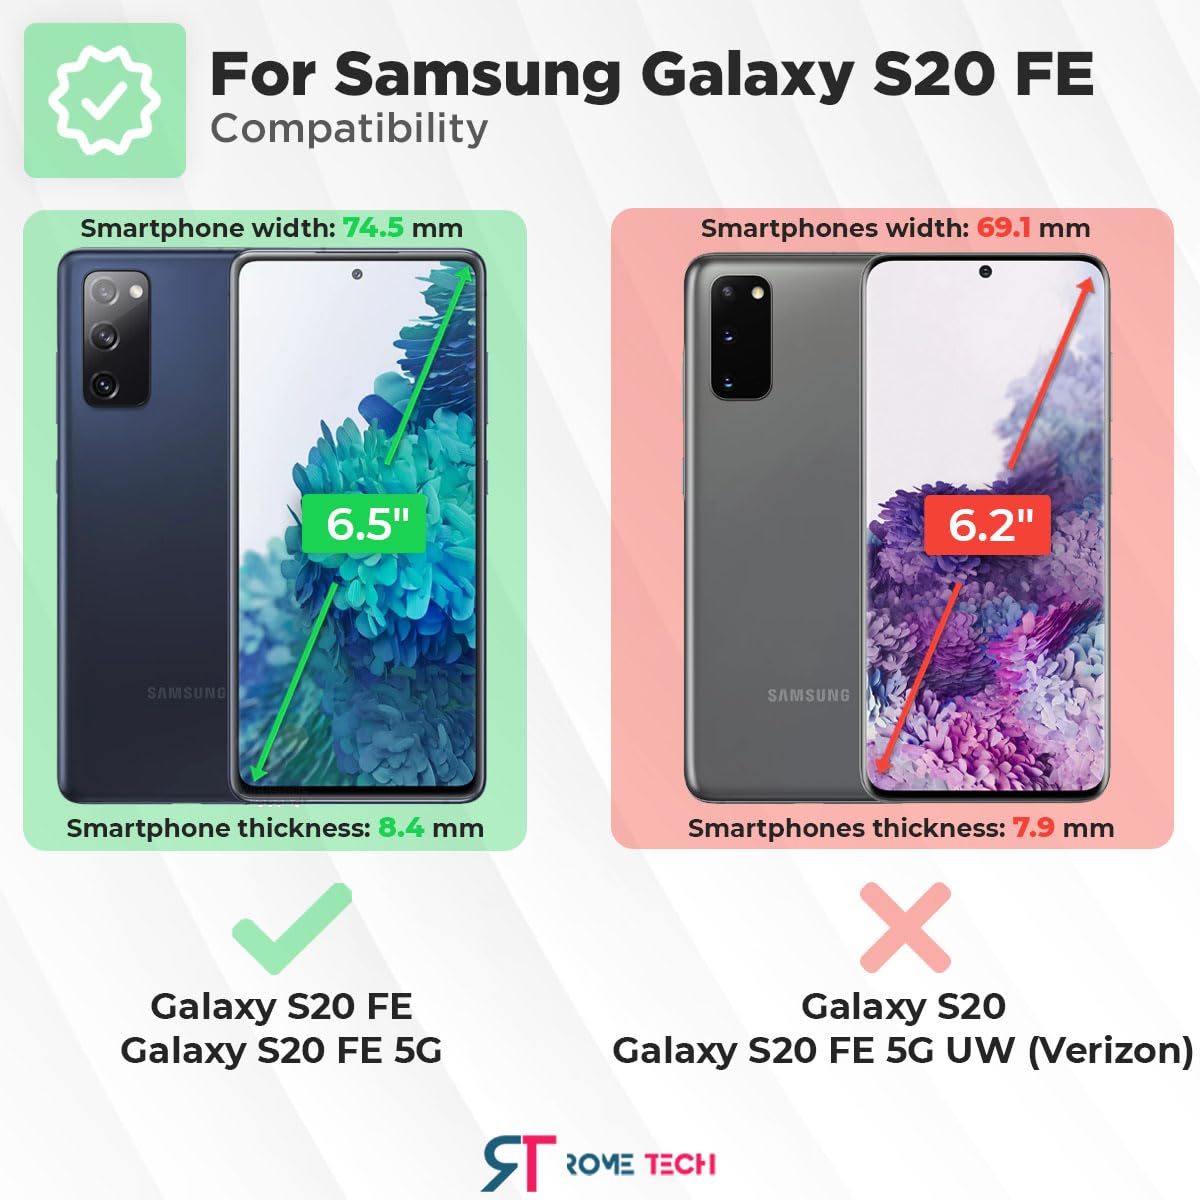 For Samsung Galaxy S20 FE
Compatibility
Smartphone width: 74.5 mm
SAMSUNG
6.5"
Smartphone thickness: 8.4 mm
Galaxy S20 FE
Galaxy S20 FE 5G
Smartphones width: 69.1 mm
SAMSUNG
6.2"
Smartphones thickness: 7.9 mm
Galaxy S20
Galaxy S20 FE 5G UW (Verizon)
RT ROME TECH